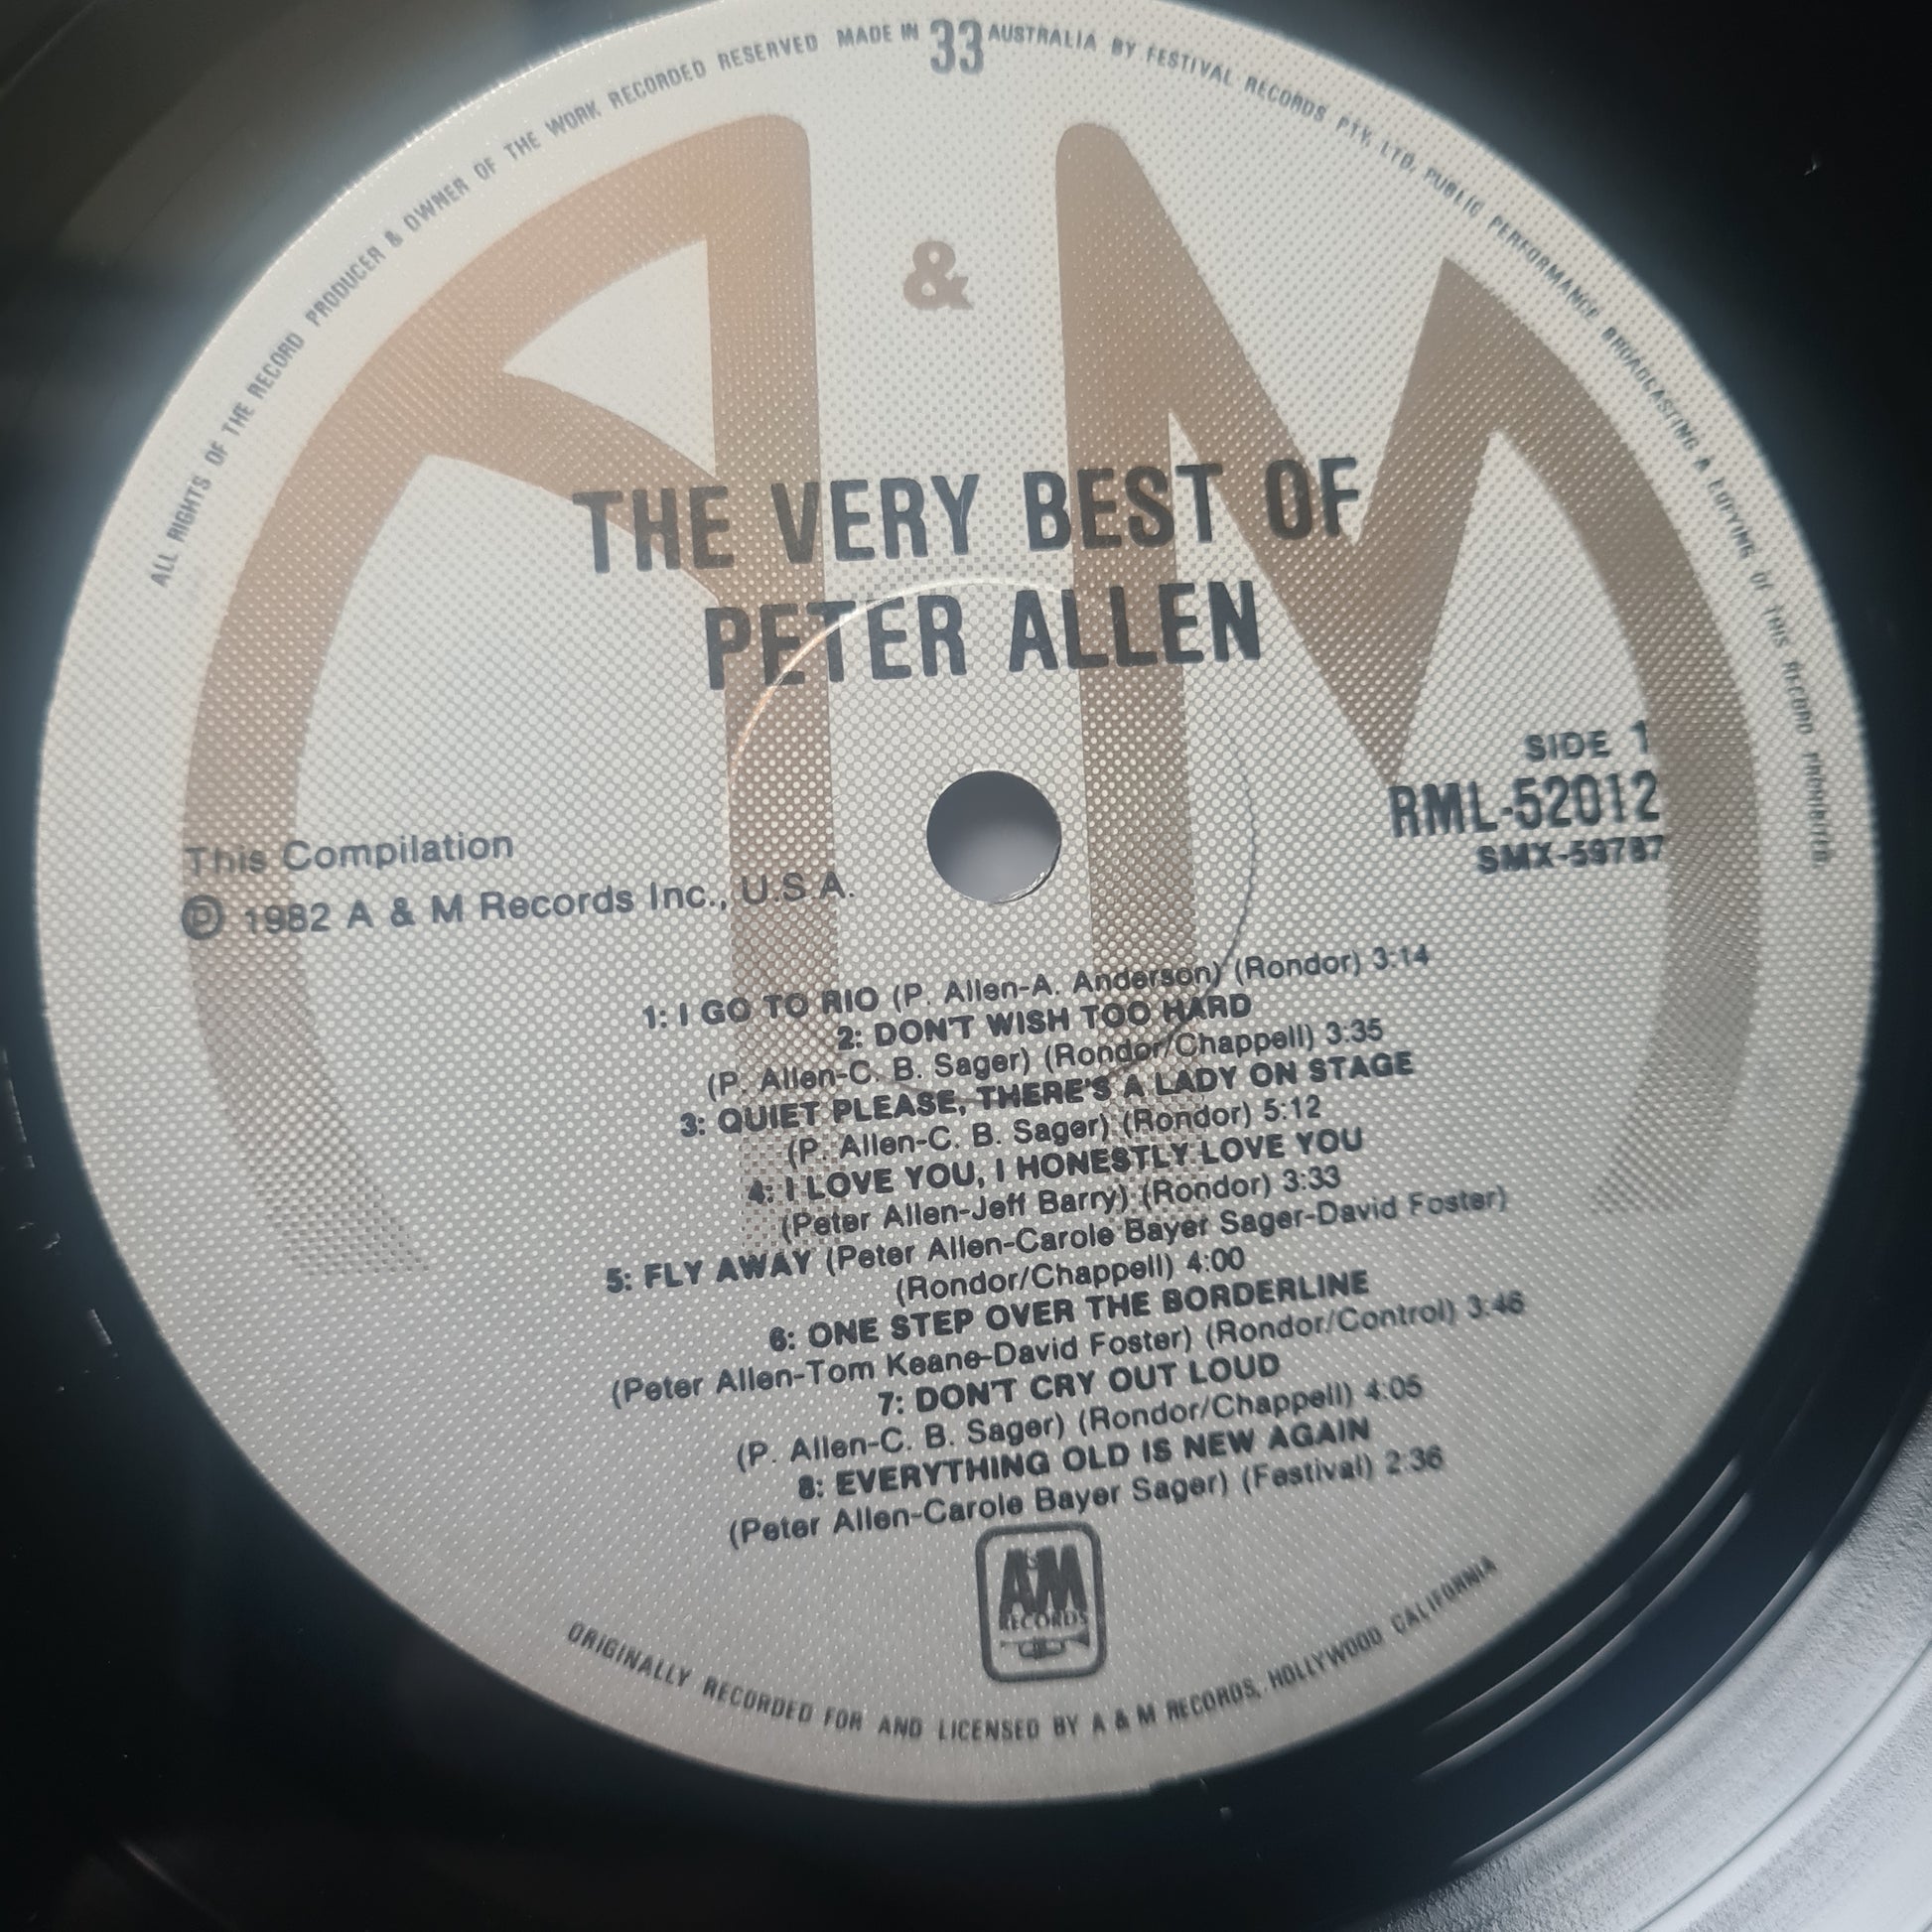 ALL RIGHTS OF THE RECORD PRODUCER & OWNER OF THE WORK RECORDED RESERVED MADE IN 33 AUSTRALIA BY FESTIVAL RECORDS PTY. LTD. PUBLIC PERFORMANCE BROADCASTING & COPYING OF THIS RECORD PROHIBITED.
A & M
THE VERY BEST OF
PETER ALLEN
SIDE 1
RML-52012
SMX-59787
This Compilation
Ⓟ 1982 A & M Records Inc., U.S.A.
1: I GO TO RIO (P. Allen-A. Anderson) (Rondor) 3:14
2: DON'T WISH TOO HARD
(P. Allen-C. B. Sager) (Rondor/Chappell) 3:35
3: QUIET PLEASE, THERE'S A LADY ON STAGE
(P. Allen-C. B. Sager) (Rondor) 5:12
4: I LOVE YOU, I HONESTLY LOVE YOU
(Peter Allen-Jeff Barry) (Rondor) 3:33
5: FLY AWAY (Peter Allen-Carole Bayer Sager-David Foster)
(Rondor/Chappell) 4:00
6: ONE STEP OVER THE BORDERLINE
(Peter Allen-Tom Keane-David Foster) (Rondor/Control) 3:46
7: DON'T CRY OUT LOUD
(P. Allen-C. B. Sager) (Rondor/Chappell) 4:05
8: EVERYTHING OLD IS NEW AGAIN
(Peter Allen-Carole Bayer Sager) (Festival) 2:36
A&M
RECORDS
ORIGINALLY RECORDED FOR AND LICENSED BY A & M RECORDS, HOLLYWOOD CALIFORNIA